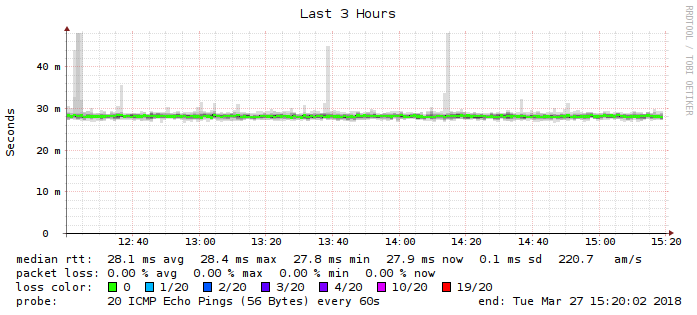 Last 3 Hours
RRDTOOL / TOBI OETIKER
Seconds
40 m
30 m
20 m
10 m
0
12:40 13:00 13:20 13:40 14:00 14:20 14:40 15:00 15:20
median rtt: 28.1 ms avg 28.4 ms max 27.8 ms min 27.9 ms now 0.1 ms sd 220.7 am/s
packet loss: 0.00 % avg 0.00 % max 0.00 % min 0.00 % now
loss color: 0 1/20 2/20 3/20 4/20 10/20 19/20
probe: 20 ICMP Echo Pings (56 Bytes) every 60s end: Tue Mar 27 15:20:02 2018